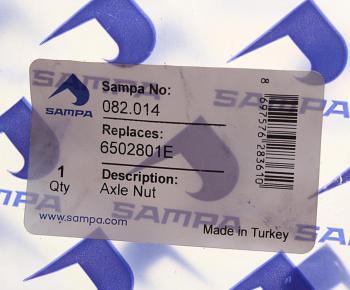 SAMPA
Sampa No:
082.014
Replaces:
6502801E
1
Qty
Description:
Axle Nut
www.sampa.com
Made in Turkey
8 697576 283610
SAMPA
SAMPA
SAMPA